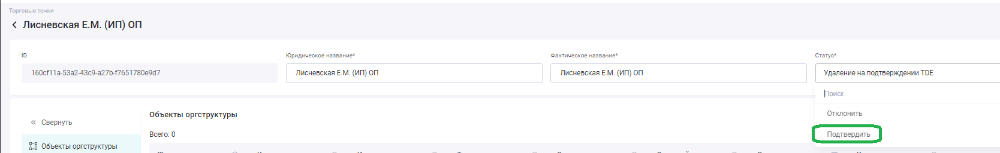 Торговые точки
Лисневская Е.М. (ИП) ОП
ID
Юридическое название*
Фактическое название*
Статус*
160cf11a-53a2-43c9-a27b-f7651780e9d7
Лисневская Е.М. (ИП) ОП
Лисневская Е.М. (ИП) ОП
Удаление на подтверждении TDE
Поиск
Отклонить
Подтвердить
Свернуть
Объекты оргструктуры
Объекты оргструктуры
Всего: 0